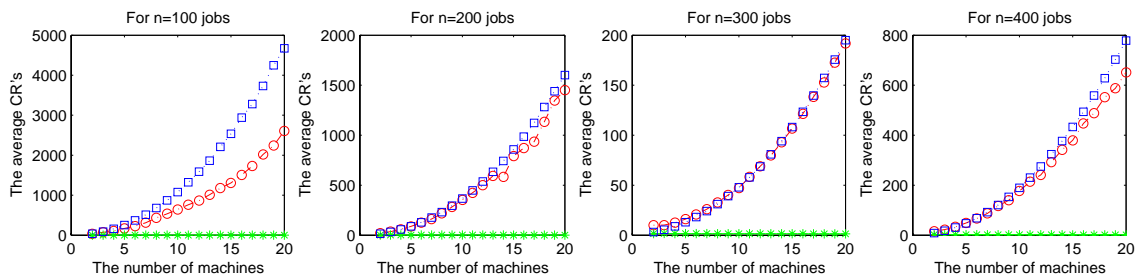 For n=100 jobs
The average CR's
5000
4000
3000
2000
1000
0
0 5 10 15 20
The number of machines
For n=200 jobs
The average CR's
2000
1500
1000
500
0
0 5 10 15 20
The number of machines
For n=300 jobs
The average CR's
200
150
100
50
0
0 5 10 15 20
The number of machines
For n=400 jobs
The average CR's
800
600
400
200
0
0 5 10 15 20
The number of machines